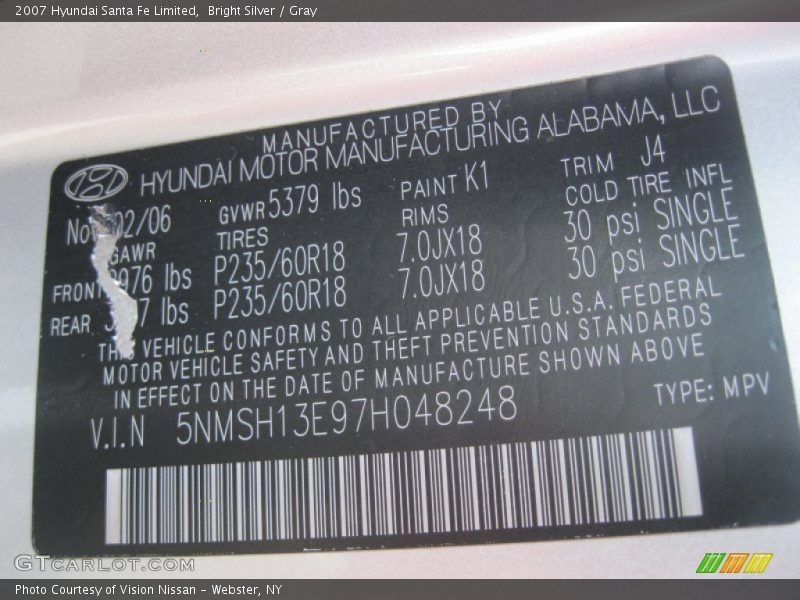 2007 Hyundai Santa Fe Limited, Bright Silver / Gray
MANUFACTURED BY
HYUNDAI MOTOR MANUFACTURING ALABAMA, LLC
02/06 GVWR 5379 lbs PAINT K1 TRIM J4
GAWR TIRES RIMS COLD TIRE INFL
FRONT 976 lbs P235/60R18 7.0JX18 30 psi SINGLE
REAR 7 lbs P235/60R18 7.0JX18 30 psi SINGLE
VEHICLE CONFORMS TO ALL APPLICABLE U.S.A. FEDERAL
MOTOR VEHICLE SAFETY AND THEFT PREVENTION STANDARDS
IN EFFECT ON THE DATE OF MANUFACTURE SHOWN ABOVE
V.I.N 5NMSH13E97H048248 TYPE: MPV
GTCARLOT.COM
Photo Courtesy of Vision Nissan - Webster, NY